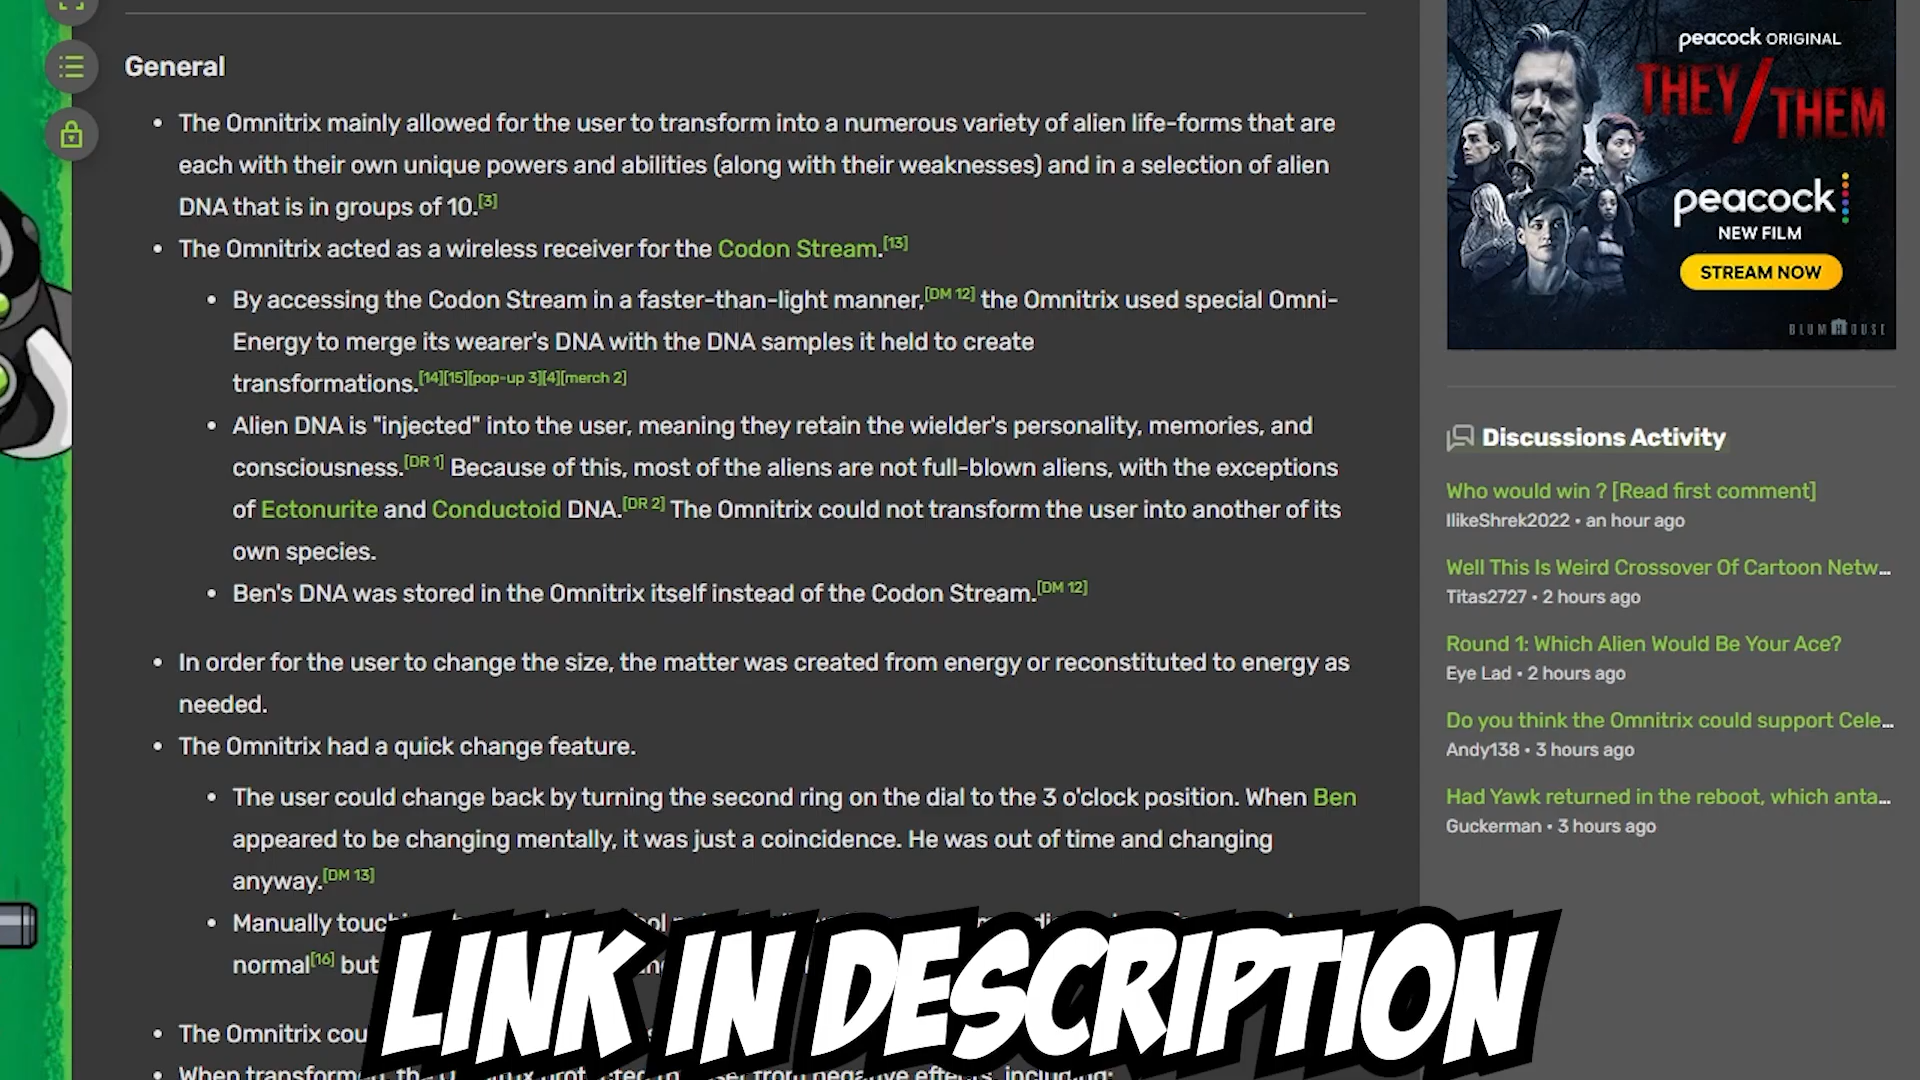 General
• The Omnitrix mainly allowed for the user to transform into a numerous variety of alien life-forms that are
each with their own unique powers and abilities (along with their weaknesses) and in a selection of alien
DNA that is in groups of 10.[3]
• The Omnitrix acted as a wireless receiver for the Codon Stream.[13]
• By accessing the Codon Stream in a faster-than-light manner,[DM 12] the Omnitrix used special Omni-
Energy to merge its wearer's DNA with the DNA samples it held to create
transformations.[14][15][pop-up 3][4][merch 2]
• Alien DNA is "injected" into the user, meaning they retain the wielder's personality, memories, and
consciousness.[DR 1] Because of this, most of the aliens are not full-blown aliens, with the exceptions
of Ectonurite and Conductoid DNA.[DR 2] The Omnitrix could not transform the user into another of its
own species.
• Ben's DNA was stored in the Omnitrix itself instead of the Codon Stream.[DM 12]
• In order for the user to change the size, the matter was created from energy or reconstituted to energy as
needed.
• The Omnitrix had a quick change feature.
• The user could change back by turning the second ring on the dial to the 3 o'clock position. When Ben
appeared to be changing mentally, it was just a coincidence. He was out of time and changing
anyway.[DM 13]
• Manually
normal[16] but
• The Omnitrix
• When
LINK IN DESCRIPTION
peacock ORIGINAL
THEY/THEM
peacock
NEW FILM
STREAM NOW
BLUMHOUSE
Discussions Activity
Who would win ? [Read first comment]
IlikeShrek2022 • an hour ago
Well This Is Weird Crossover Of Cartoon Netw...
Titas2727 • 2 hours ago
Round 1: Which Alien Would Be Your Ace?
Eye Lad • 2 hours ago
Do you think the Omnitrix could support Cele...
Andy138 • 3 hours ago
Had Yawk returned in the reboot, which anta...
Guckerman • 3 hours ago